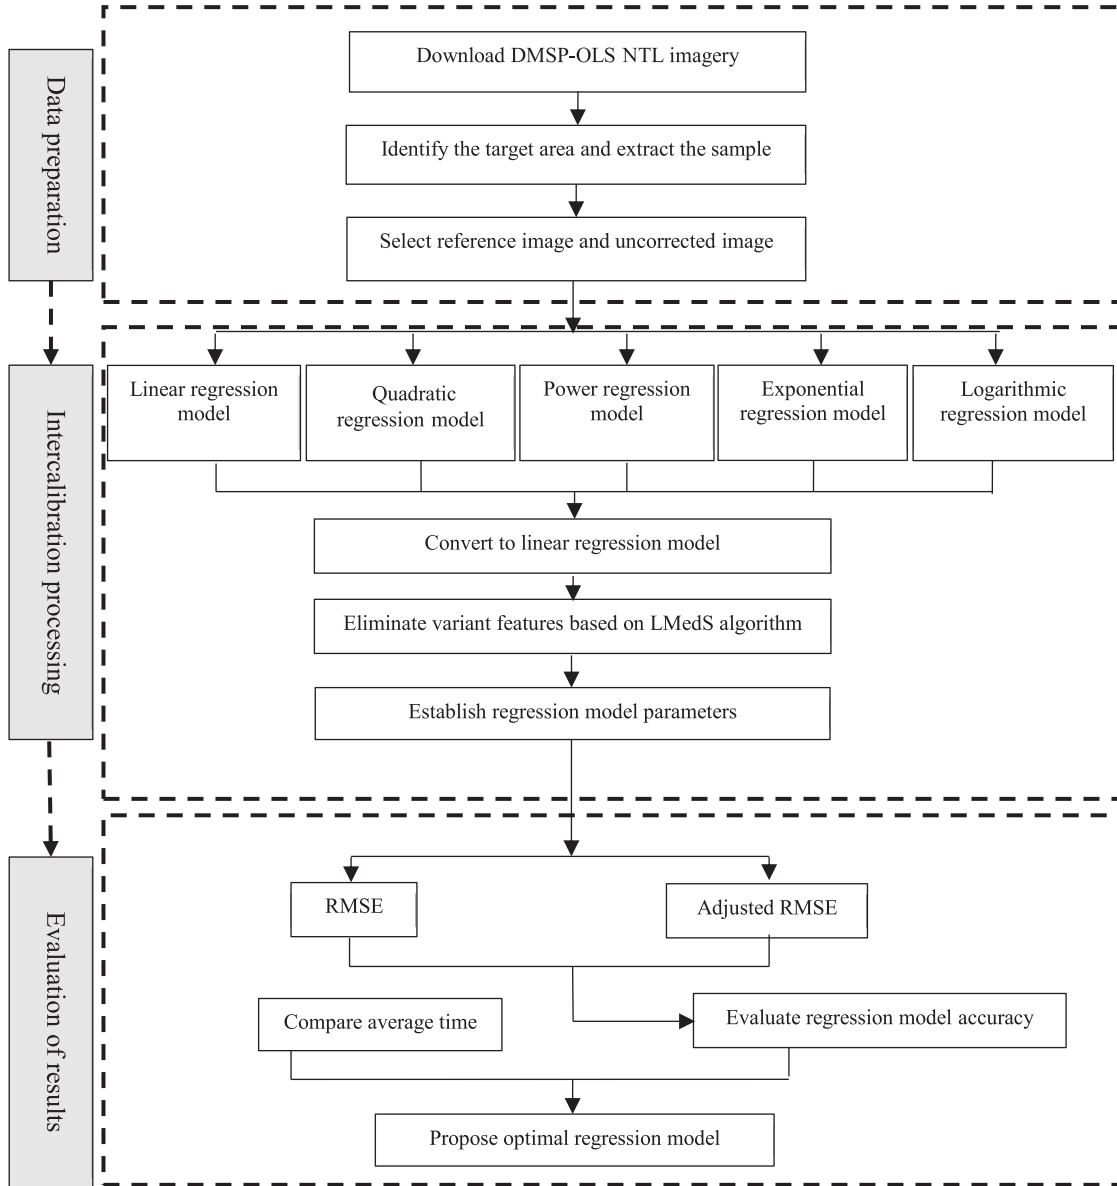 Data preparation
Download DMSP-OLS NTL imagery
Identify the target area and extract the sample
Select reference image and uncorrected image
Intercalibration processing
Linear regression
model
Quadratic
regression model
Power regression
model
Exponential
regression model
Logarithmic
regression model
Convert to linear regression model
Eliminate variant features based on LMedS algorithm
Establish regression model parameters
Evaluation of results
RMSE
Adjusted RMSE
Compare average time
Evaluate regression model accuracy
Propose optimal regression model